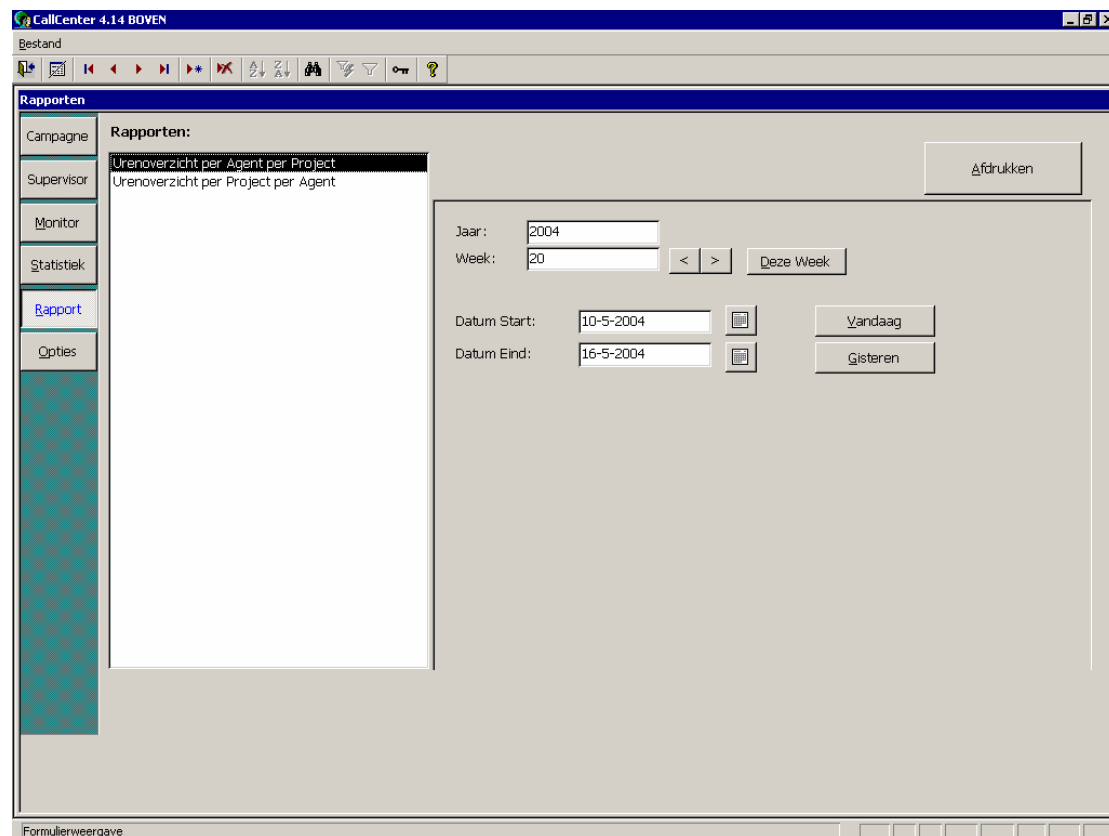 CallCenter 4.14 BOVEN
Bestand
Rapporten
Campagne
Supervisor
Monitor
Statistiek
Rapport
Opties
Rapporten:
Urenoverzicht per Agent per Project
Urenoverzicht per Project per Agent
Afdrukken
Jaar: 2004
Week: 20 < > Deze Week
Datum Start: 10-5-2004 Vandaag
Datum Eind: 16-5-2004 Gisteren
Formulierweergave